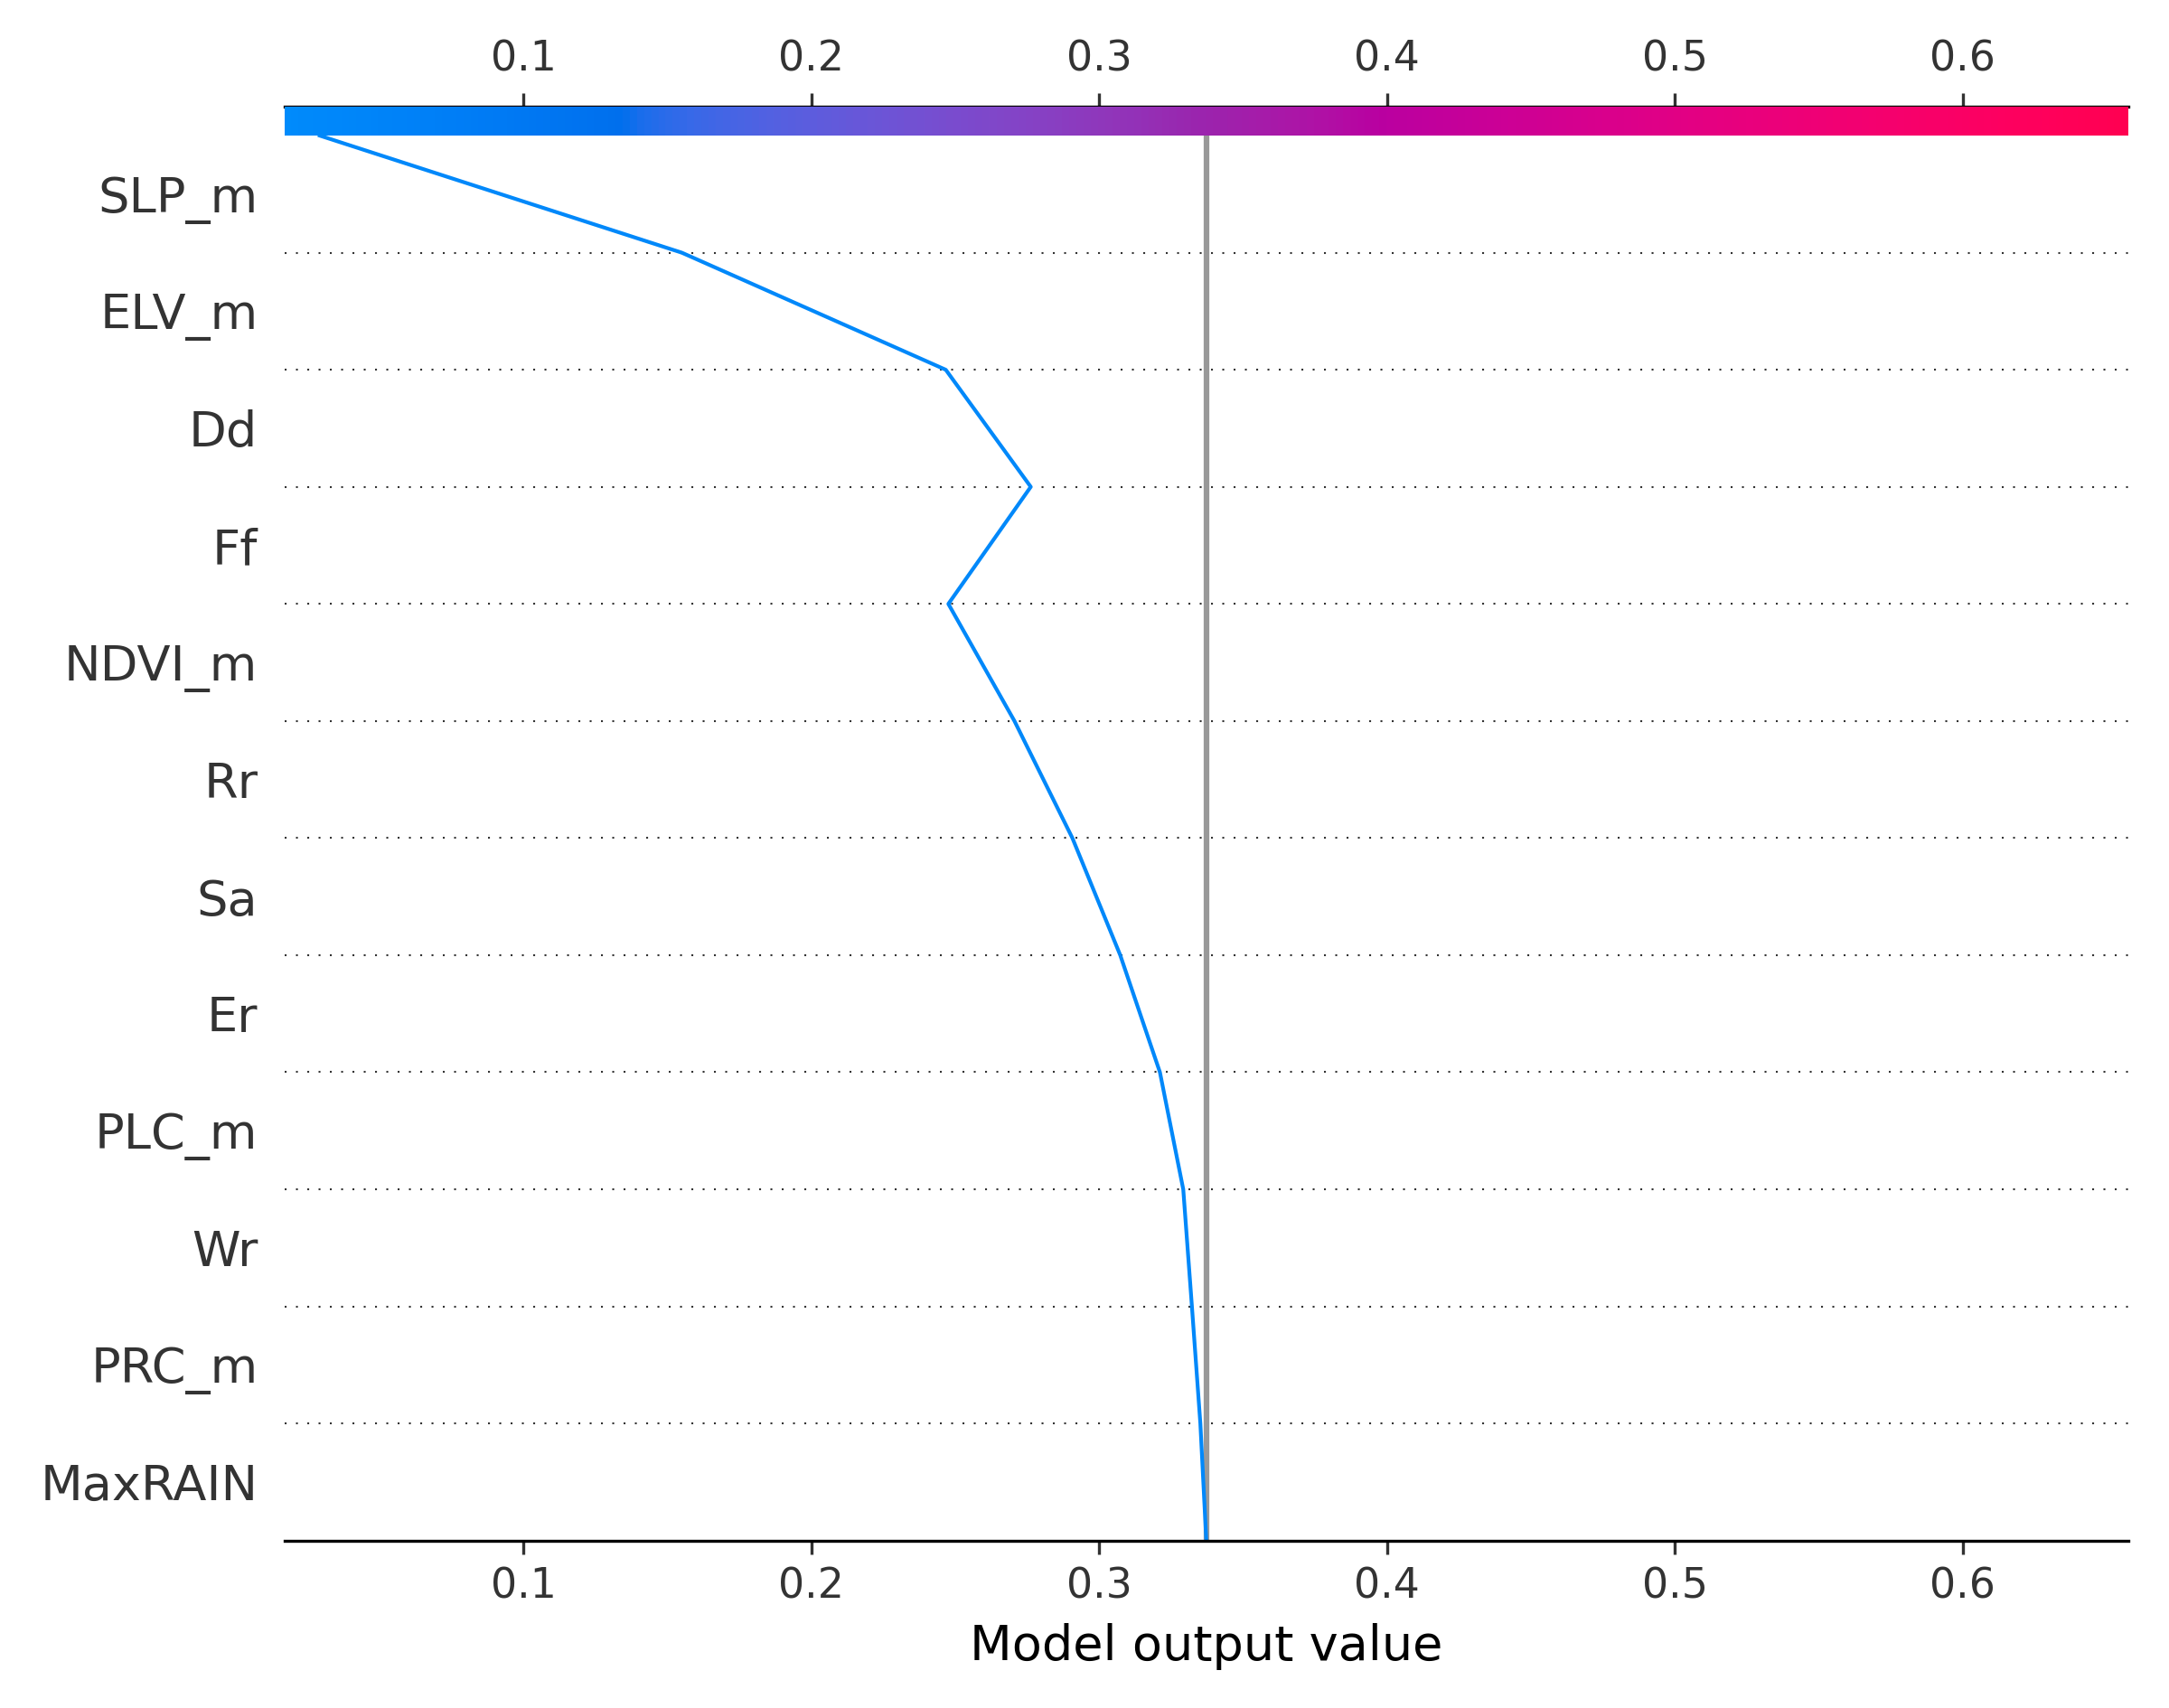 0.1 0.2 0.3 0.4 0.5 0.6
SLP_m
ELV_m
Dd
Ff
NDVI_m
Rr
Sa
Er
PLC_m
Wr
PRC_m
MaxRAIN
0.1 0.2 0.3 0.4 0.5 0.6
Model output value